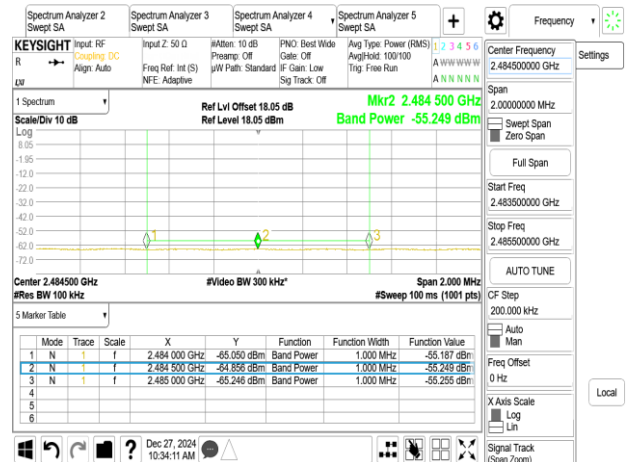 Spectrum Analyzer 2
Swept SA
Spectrum Analyzer 3
Swept SA
Spectrum Analyzer 4
Swept SA
Spectrum Analyzer 5
Swept SA
+
Frequency
KEYSIGHT
R
LXI
Input: RF
Coupling: DC
Align: Auto
Input Z: 50 Ω
Freq Ref: Int (S)
NFE: Adaptive
#Atten: 10 dB
Preamp: Off
µW Path: Standard
PNO: Best Wide
Gate: Off
IF Gain: Low
Sig Track: Off
Avg Type: Power (RMS)
Avg|Hold: 100/100
Trig: Free Run
1 2 3 4 5 6
A W W W W W
A N N N N N
1 Spectrum
Scale/Div 10 dB
Ref Lvl Offset 18.05 dB
Ref Level 18.05 dBm
Mkr2 2.484 500 GHz
Band Power -55.249 dBm
Log
8.05
-1.95
-12.0
-22.0
-32.0
-42.0
-52.0
-62.0
-72.0
1
2
3
Center 2.484500 GHz
#Res BW 100 kHz
#Video BW 300 kHz*
Span 2.000 MHz
#Sweep 100 ms (1001 pts)
5 Marker Table
Mode Trace Scale X Y Function Function Width Function Value
1 N 1 f 2.484 000 GHz -65.050 dBm Band Power 1.000 MHz -55.187 dBm
2 N 1 f 2.484 500 GHz -64.856 dBm Band Power 1.000 MHz -55.249 dBm
3 N 1 f 2.485 000 GHz -65.246 dBm Band Power 1.000 MHz -55.255 dBm
4
5
6
?
Dec 27, 2024
10:34:11 AM
Center Frequency
2.484500000 GHz
Settings
Span
2.00000000 MHz
Swept Span
Zero Span
Full Span
Start Freq
2.483500000 GHz
Stop Freq
2.485500000 GHz
AUTO TUNE
CF Step
200.000 kHz
Auto
Man
Freq Offset
0 Hz
X Axis Scale
Log
Lin
Local
Signal Track
(Span Zoom)